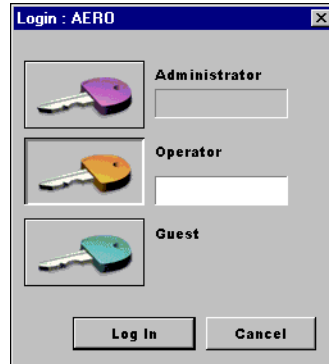 Login : AERO
Administrator
Operator
Guest
Log In
Cancel